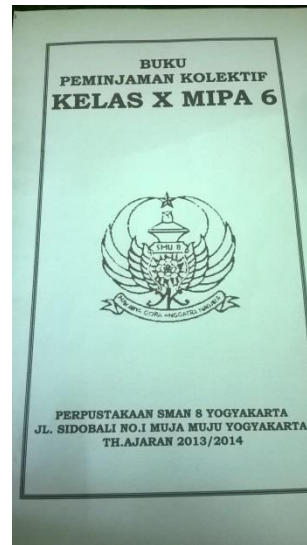 BUKU
PEMINJAMAN KOLEKTIF
KELAS X MIPA 6
SMU 8
PERPUSTAKAAN SMAN 8 YOGYAKARTA
JL. SIDOBALI NO.I MUJA MUJU YOGYAKARTA
TH.AJARAN 2013/2014